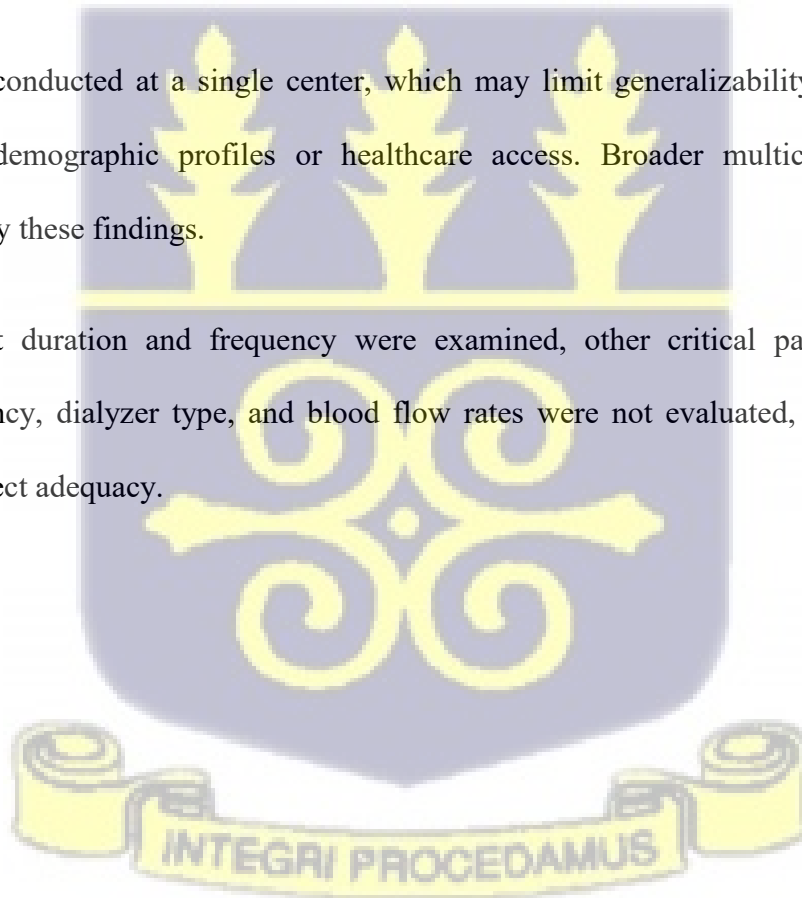 conducted at a single center, which may limit generalizability
demographic profiles or healthcare access. Broader multic
y these findings.
t duration and frequency were examined, other critical pa
ncy, dialyzer type, and blood flow rates were not evaluated,
ect adequacy.
INTEGRI PROCEDAMUS